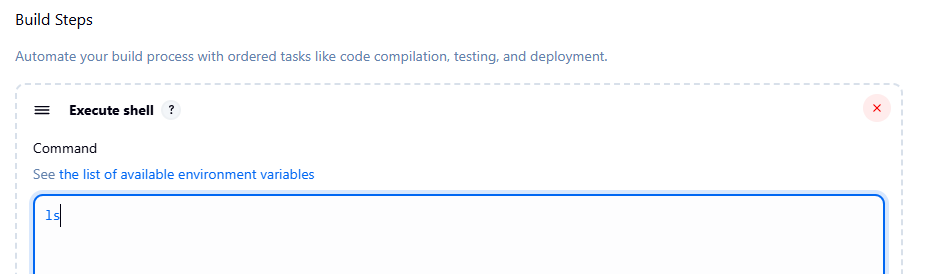 Build Steps
Automate your build process with ordered tasks like code compilation, testing, and deployment.
Execute shell ?
Command
See the list of available environment variables
ls